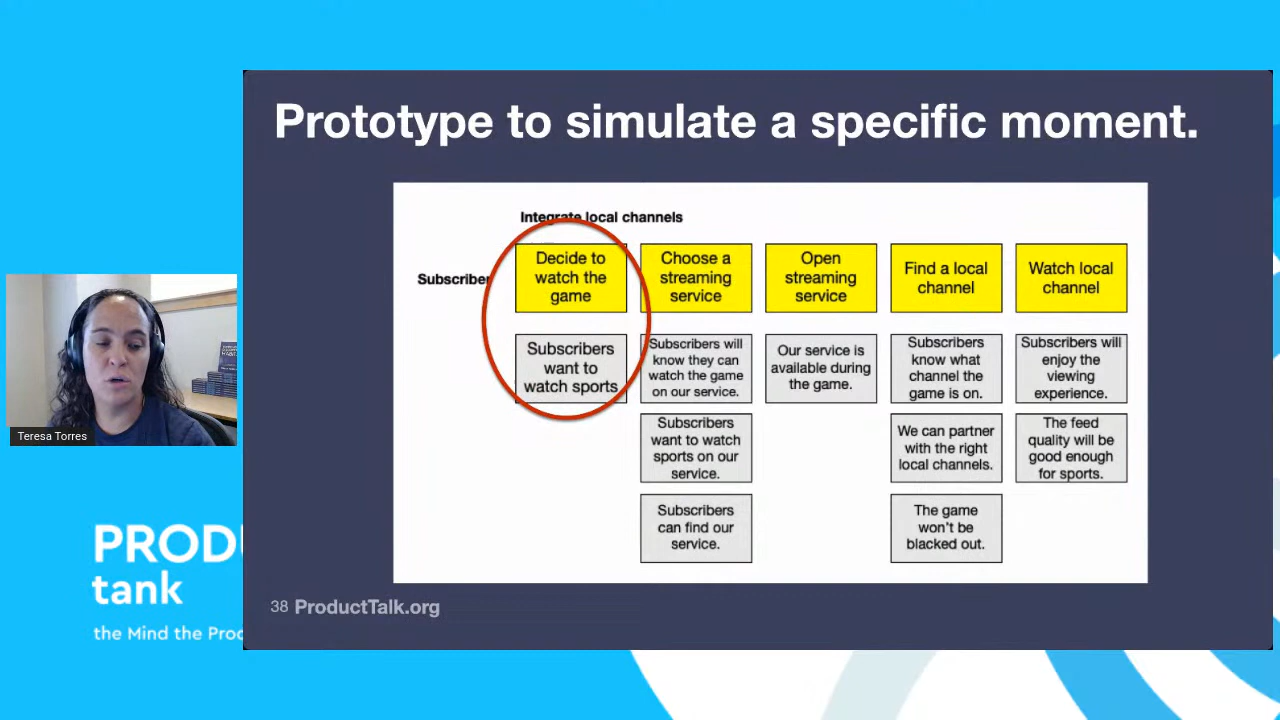 Prototype to simulate a specific moment.
Integrate local channels
Subscriber
Decide to
watch the
game
Choose a
streaming
service
Open
streaming
service
Find a local
channel
Watch local
channel
Subscribers
want to
watch sports
Subscribers will
know they can
watch the game
on our service.
Our service is
available during
the game.
Subscribers
know what
channel the
game is on.
Subscribers will
enjoy the
viewing
experience.
Subscribers
want to watch
sports on our
service.
We can partner
with the right
local channels.
The feed
quality will be
good enough
for sports.
Subscribers
can find our
service.
The game
won't be
blacked out.
38 ProductTalk.org
Teresa Torres
PRODU
tank
the Mind the Proc